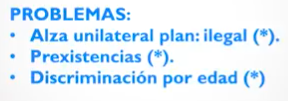 PROBLEMAS:
• Alza unilateral plan: ilegal (*).
• Prexistencias (*).
• Discriminación por edad (*)